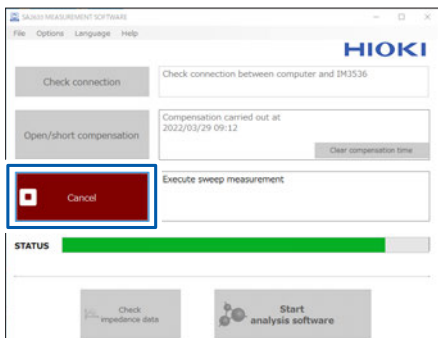 SA2633 MEASUREMENT SOFTWARE
File Options Language Help
HIOKI
Check connection
Check connection between computer and IM3536
Open/short compensation
Compensation carried out at
2022/03/29 09:12
Clear compensation time
Cancel
Execute sweep measurement
STATUS
Check
impedance data
Start
analysis software